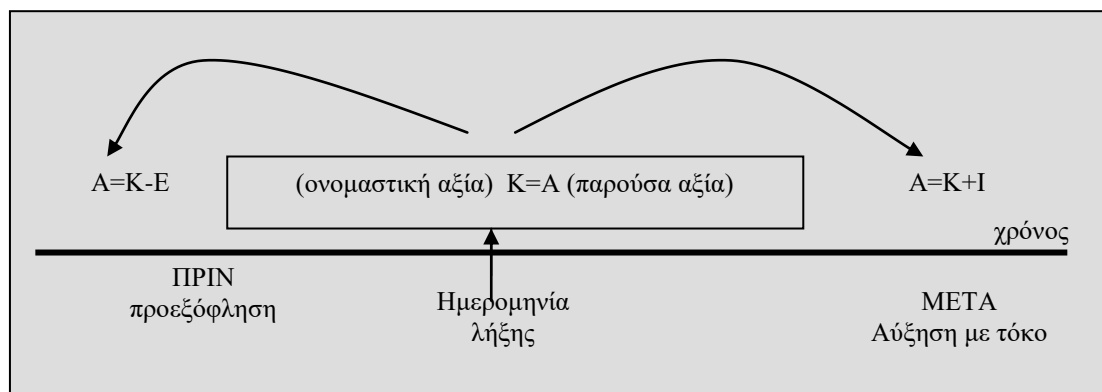 Α=Κ-Ε
(ονομαστική αξία) Κ=Α (παρούσα αξία)
Α=Κ+Ι
χρόνος
ΠΡΙΝ
προεξόφληση
Ημερομηνία
λήξης
ΜΕΤΑ
Αύξηση με τόκο